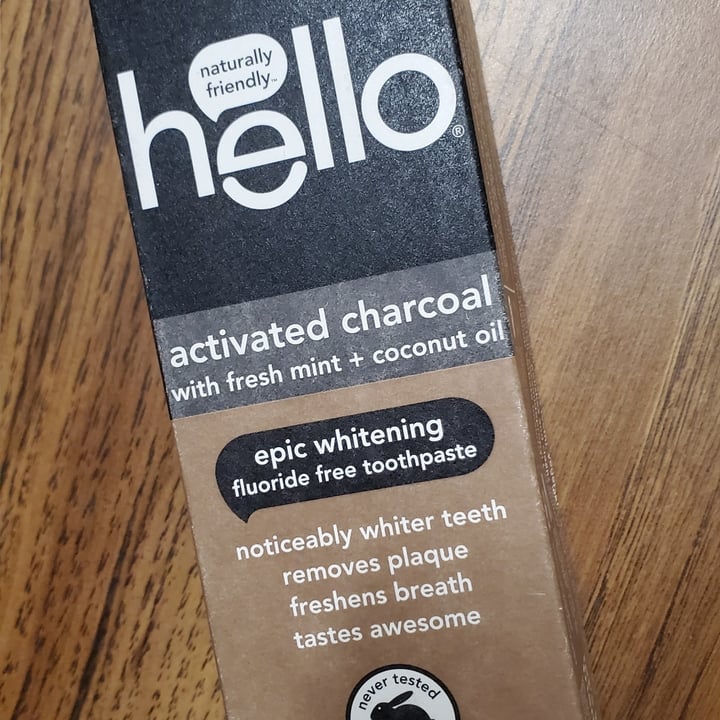 naturally
friendly™
hello®
activated charcoal
with fresh mint + coconut oil
epic whitening
fluoride free toothpaste
noticeably whiter teeth
removes plaque
freshens breath
tastes awesome
never tested